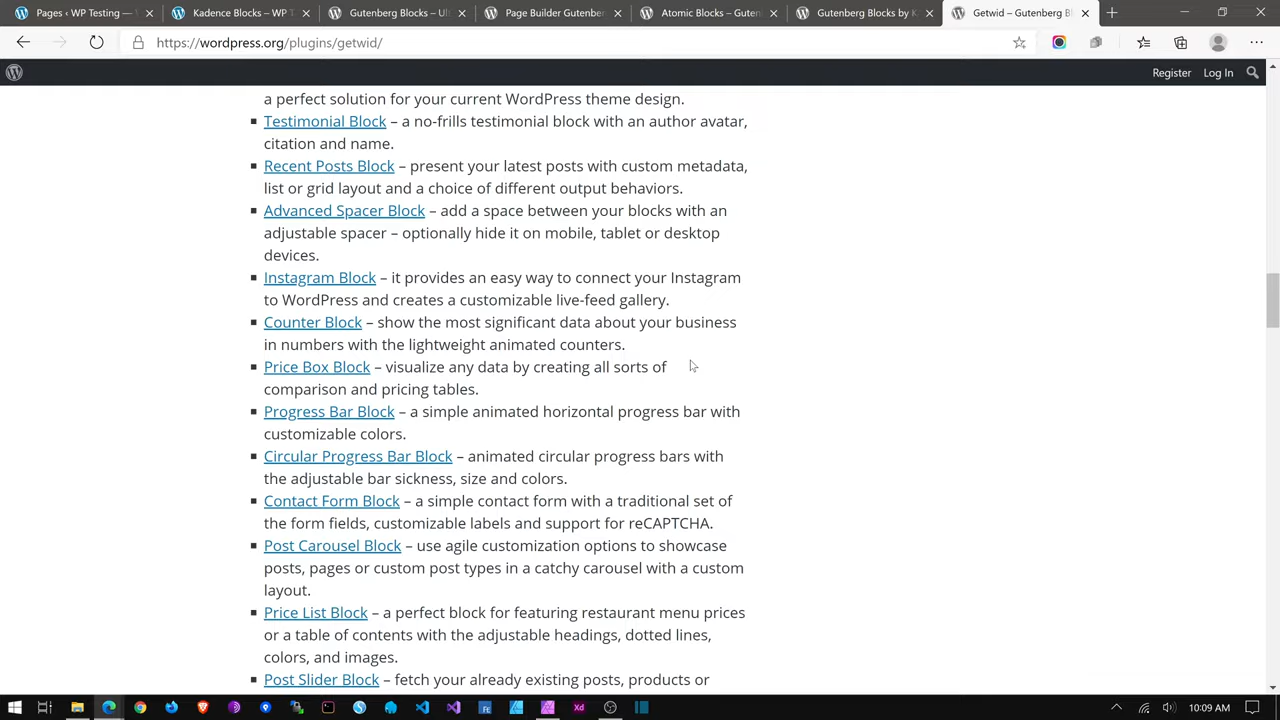 Pages ‹ WP Testing — V
Kadence Blocks – WP T
Gutenberg Blocks – Ul
Page Builder Gutenber
Atomic Blocks – Guten
Gutenberg Blocks by K
Getwid – Gutenberg Bl
https://wordpress.org/plugins/getwid/
Register
Log In
a perfect solution for your current WordPress theme design.
Testimonial Block – a no-frills testimonial block with an author avatar,
citation and name.
Recent Posts Block – present your latest posts with custom metadata,
list or grid layout and a choice of different output behaviors.
Advanced Spacer Block – add a space between your blocks with an
adjustable spacer – optionally hide it on mobile, tablet or desktop
devices.
Instagram Block – it provides an easy way to connect your Instagram
to WordPress and creates a customizable live-feed gallery.
Counter Block – show the most significant data about your business
in numbers with the lightweight animated counters.
Price Box Block – visualize any data by creating all sorts of
comparison and pricing tables.
Progress Bar Block – a simple animated horizontal progress bar with
customizable colors.
Circular Progress Bar Block – animated circular progress bars with
the adjustable bar sickness, size and colors.
Contact Form Block – a simple contact form with a traditional set of
the form fields, customizable labels and support for reCAPTCHA.
Post Carousel Block – use agile customization options to showcase
posts, pages or custom post types in a catchy carousel with a custom
layout.
Price List Block – a perfect block for featuring restaurant menu prices
or a table of contents with the adjustable headings, dotted lines,
colors, and images.
Post Slider Block – fetch your already existing posts, products or
10:09 AM